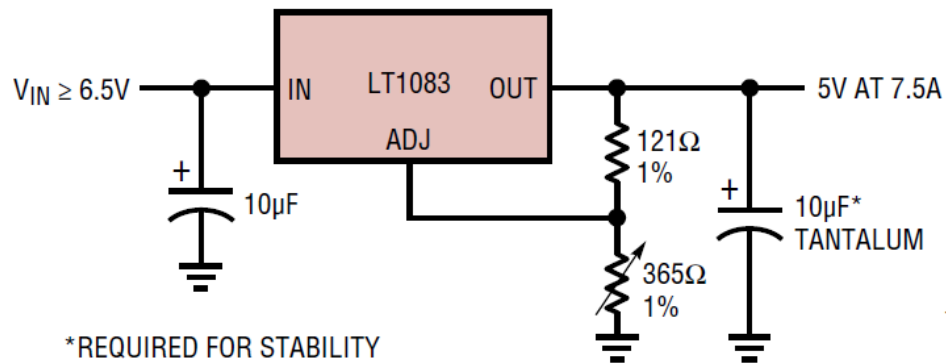 V_IN ≥ 6.5V
IN
LT1083
OUT
ADJ
5V AT 7.5A
121Ω
1%
+
10µF
+
10µF*
TANTALUM
365Ω
1%
*REQUIRED FOR STABILITY